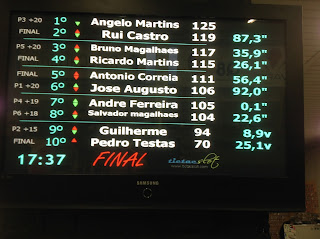 P3 +20 1º Angelo Martins 125
FINAL 2º Rui Castro 119 87,3"
P5 +20 3º Bruno Magalhaes 117 35,9"
FINAL 4º Ricardo Martins 115 26,1"
FINAL 5º Antonio Correia 111 56,4"
P1 +20 6º Jose Augusto 106 92,0"
P4 +19 7º Andre Ferreira 105 0,1"
P6 +18 8º Salvador magalhaes 104 22,6"
P2 +15 9º Guilherme 94 8,9v
FINAL 10º Pedro Testas 70 25,1v
17:37 FINAL slot
SAMSUNG